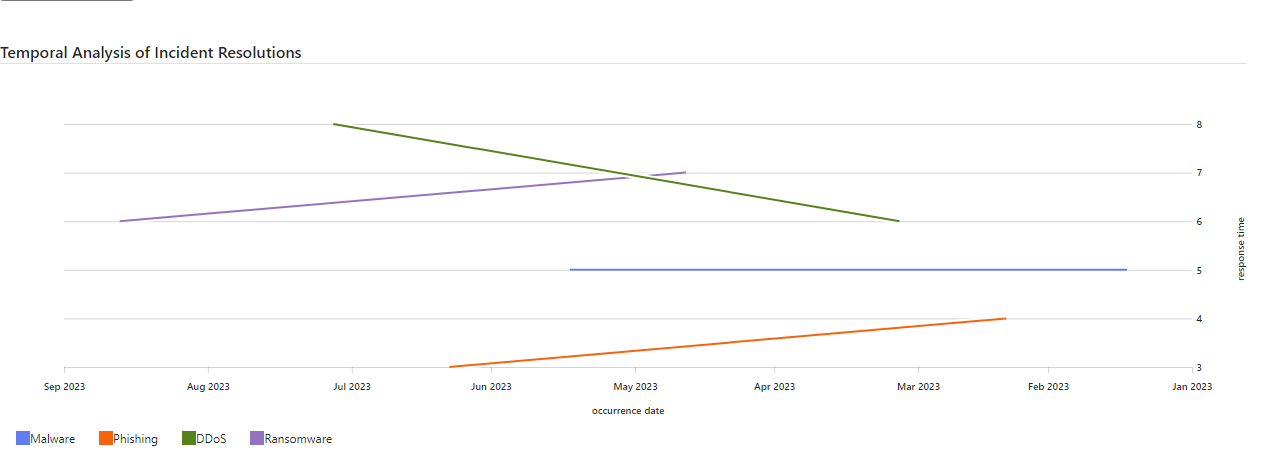 Temporal Analysis of Incident Resolutions
8
7
6
5
4
3
response time
Sep 2023 Aug 2023 Jul 2023 Jun 2023 May 2023 Apr 2023 Mar 2023 Feb 2023 Jan 2023
occurrence date
Malware Phishing DDoS Ransomware